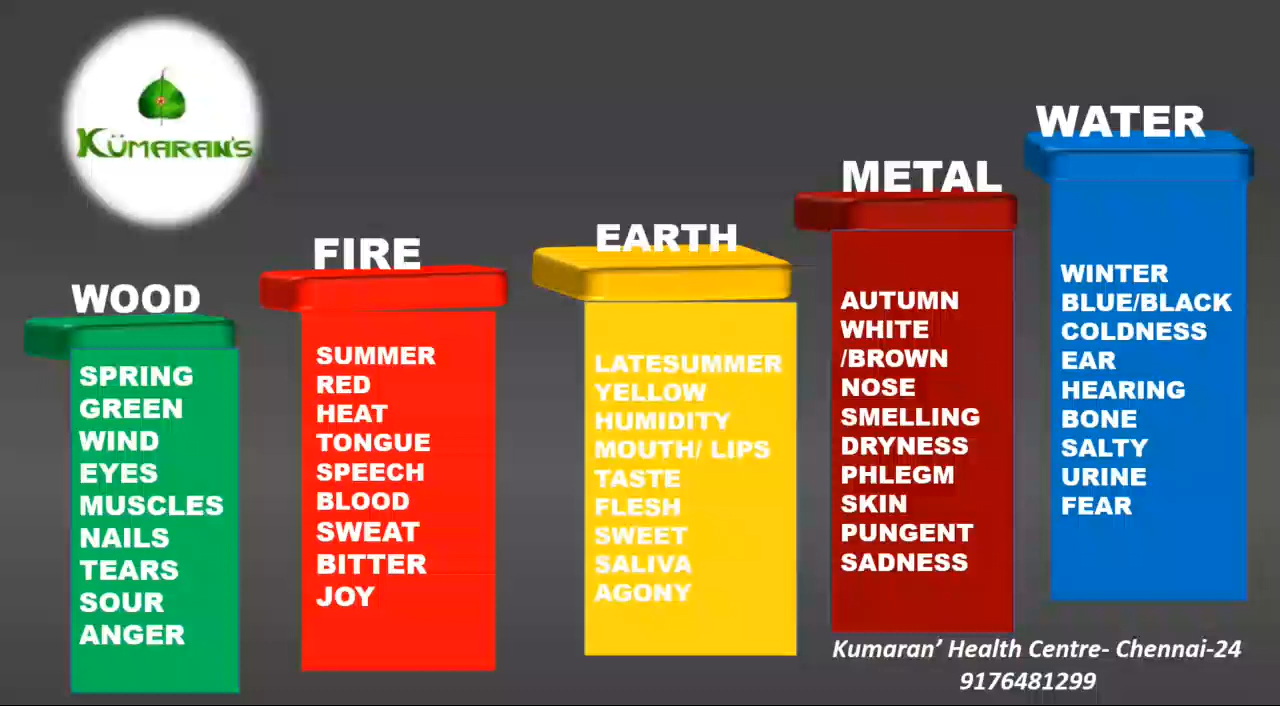 KÜMARAN'S
WOOD
SPRING
GREEN
WIND
EYES
MUSCLES
NAILS
TEARS
SOUR
ANGER
FIRE
SUMMER
RED
HEAT
TONGUE
SPEECH
BLOOD
SWEAT
BITTER
JOY
EARTH
LATESUMMER
YELLOW
HUMIDITY
MOUTH/ LIPS
TASTE
FLESH
SWEET
SALIVA
AGONY
METAL
AUTUMN
WHITE
/BROWN
NOSE
SMELLING
DRYNESS
PHLEGM
SKIN
PUNGENT
SADNESS
WATER
WINTER
BLUE/BLACK
COLDNESS
EAR
HEARING
BONE
SALTY
URINE
FEAR
Kumaran' Health Centre- Chennai-24
9176481299